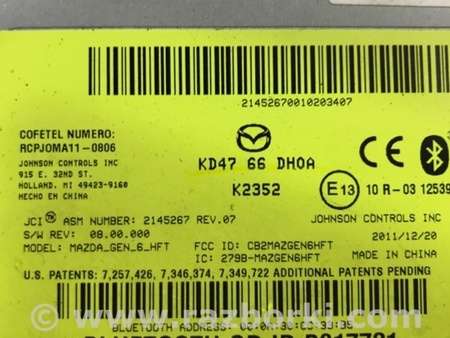 21452670010203407
COFETEL NUMERO:
RCPJOMA11-0806
JOHNSON CONTROLS INC
915 E. 32ND ST.
HOLLAND, MI 49423-9160
HECHO EN CHINA
KD47 66 DH0A
K2352
CE
E13 10 R-03 12539
JCI ASM NUMBER: 2145267 REV.07
JOHNSON CONTROLS INC
S/W REV: 08.00.000
2011/12/20
MODEL: MAZDA_GEN_6_HFT
FCC ID: CB2MAZGEN6HFT
IC: 279B-MAZGEN6HFT
U.S. PATENTS: 7,257,426, 7,346,374, 7,349,722 ADDITIONAL PATENTS PENDING
BLUETOOTH ADDRESS:
www.razborki.com